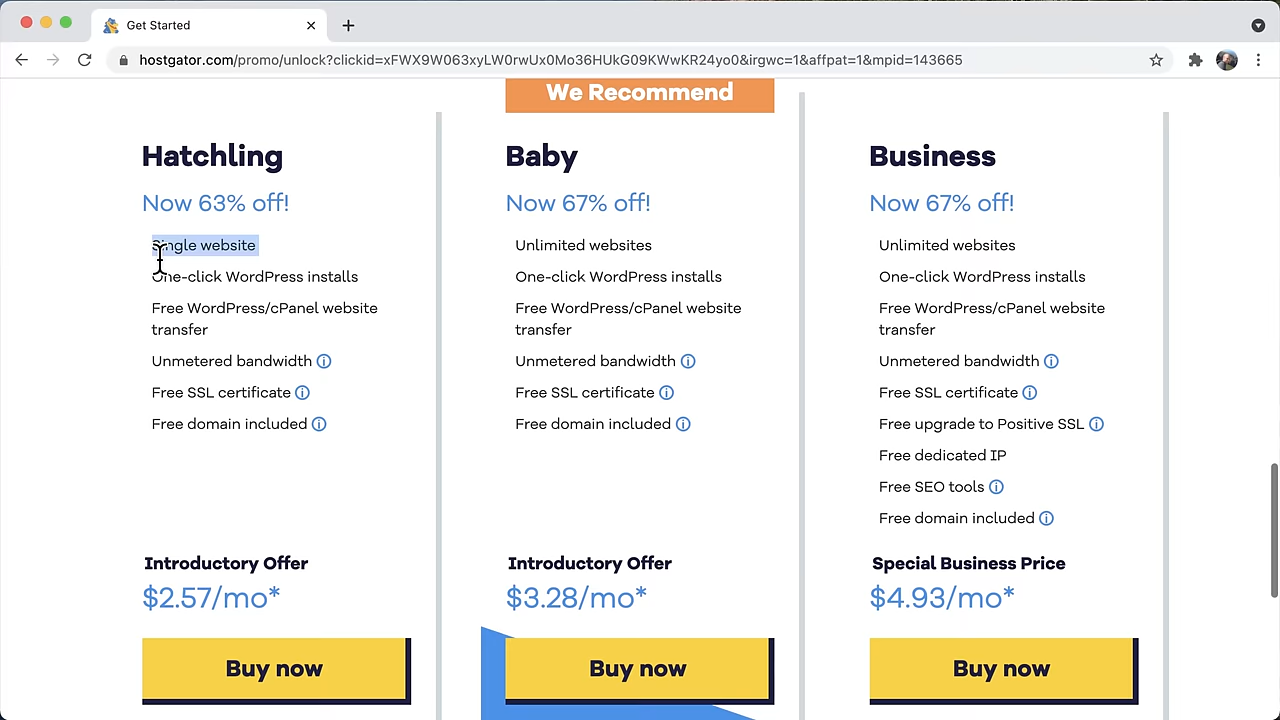 Get Started
hostgator.com/promo/unlock?clickid=xFWX9W063xyLW0rwUx0Mo36HUkG09KWwKR24yo0&irgwc=1&affpat=1&mpid=143665
We Recommend
Hatchling
Now 63% off!
Single website
One-click WordPress installs
Free WordPress/cPanel website
transfer
Unmetered bandwidth
Free SSL certificate
Free domain included
Introductory Offer
$2.57/mo*
Buy now
Baby
Now 67% off!
Unlimited websites
One-click WordPress installs
Free WordPress/cPanel website
transfer
Unmetered bandwidth
Free SSL certificate
Free domain included
Introductory Offer
$3.28/mo*
Buy now
Business
Now 67% off!
Unlimited websites
One-click WordPress installs
Free WordPress/cPanel website
transfer
Unmetered bandwidth
Free SSL certificate
Free upgrade to Positive SSL
Free dedicated IP
Free SEO tools
Free domain included
Special Business Price
$4.93/mo*
Buy now